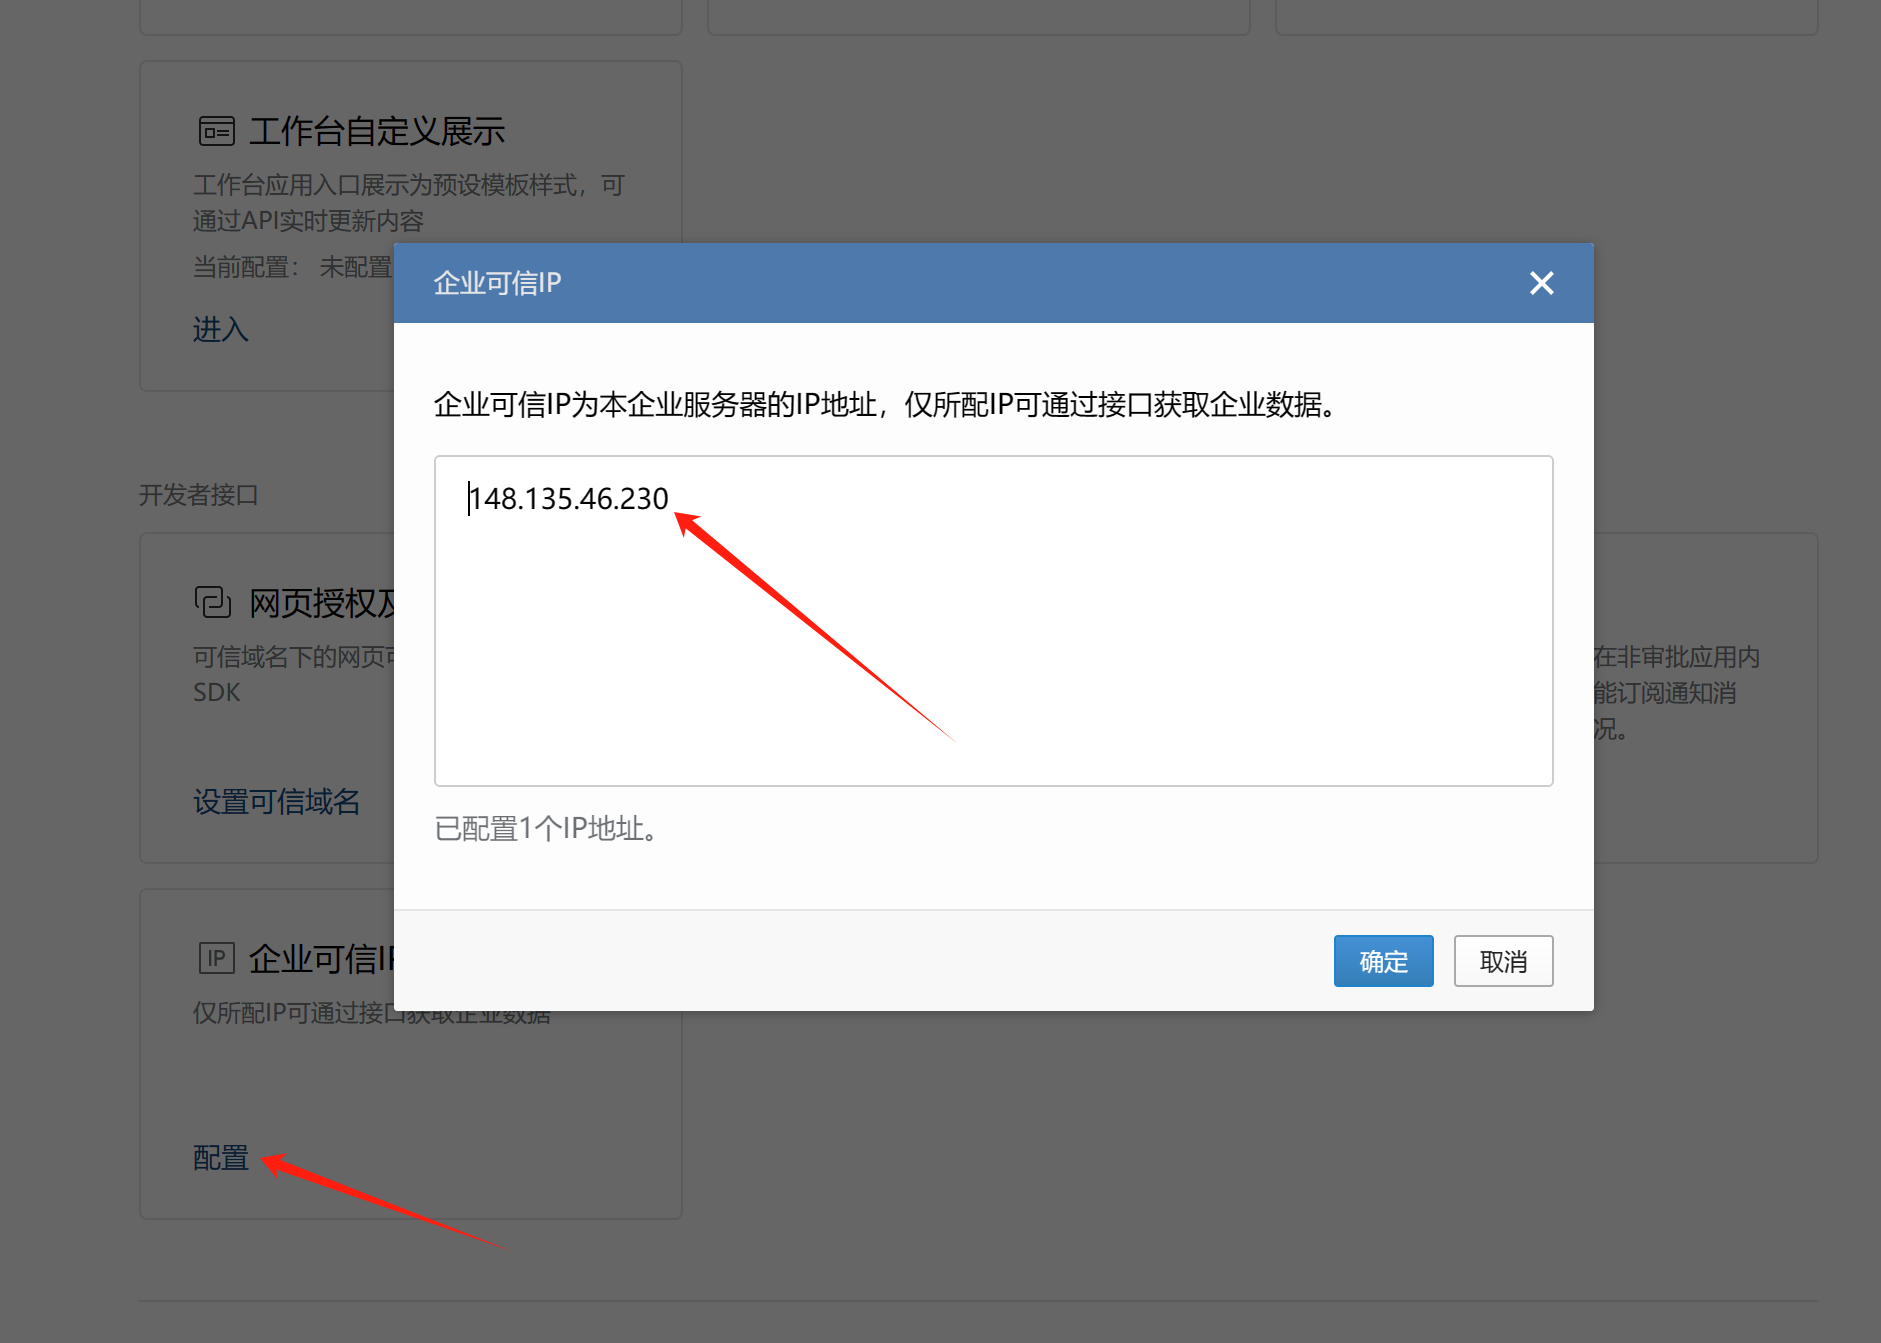 工作台自定义展示
工作台应用入口展示为预设模板样式，可
通过API实时更新内容
当前配置： 未配置
进入
企业可信IP
企业可信IP为本企业服务器的IP地址，仅所配IP可通过接口获取企业数据。
148.135.46.230
已配置1个IP地址。
确定
取消
开发者接口
网页授权及
可信域名下的网页可
SDK
设置可信域名
在非审批应用内
能订阅通知消
况。
IP 企业可信IP
仅所配IP可通过接口获取企业数据
配置